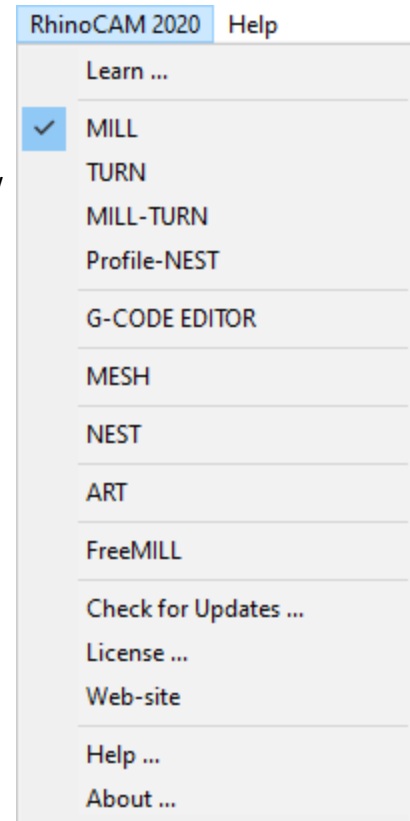 RhinoCAM 2020 Help
Learn ...
MILL
TURN
MILL-TURN
Profile-NEST
G-CODE EDITOR
MESH
NEST
ART
FreeMILL
Check for Updates ...
License ...
Web-site
Help ...
About ...